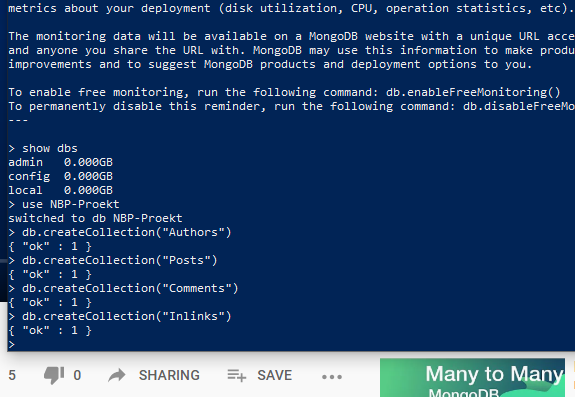 metrics about your deployment (disk utilization, CPU, operation statistics, etc).
The monitoring data will be available on a MongoDB website with a unique URL
and anyone you share the URL with. MongoDB may use this information to make
improvements and to suggest MongoDB products and deployment options to you.
To enable free monitoring, run the following command: db.enableFreeMonitoring()
To permanently disable this reminder, run the following command:
---
> show dbs
admin   0.000GB
config  0.000GB
local   0.000GB
> use NBP-Proekt
switched to db NBP-Proekt
> db.createCollection("Authors")
{ "ok" : 1 }
> db.createCollection("Posts")
{ "ok" : 1 }
> db.createCollection("Comments")
{ "ok" : 1 }
> db.createCollection("Inlinks")
{ "ok" : 1 }
>
5 0 SHARING SAVE
Many to Many
MongoDB